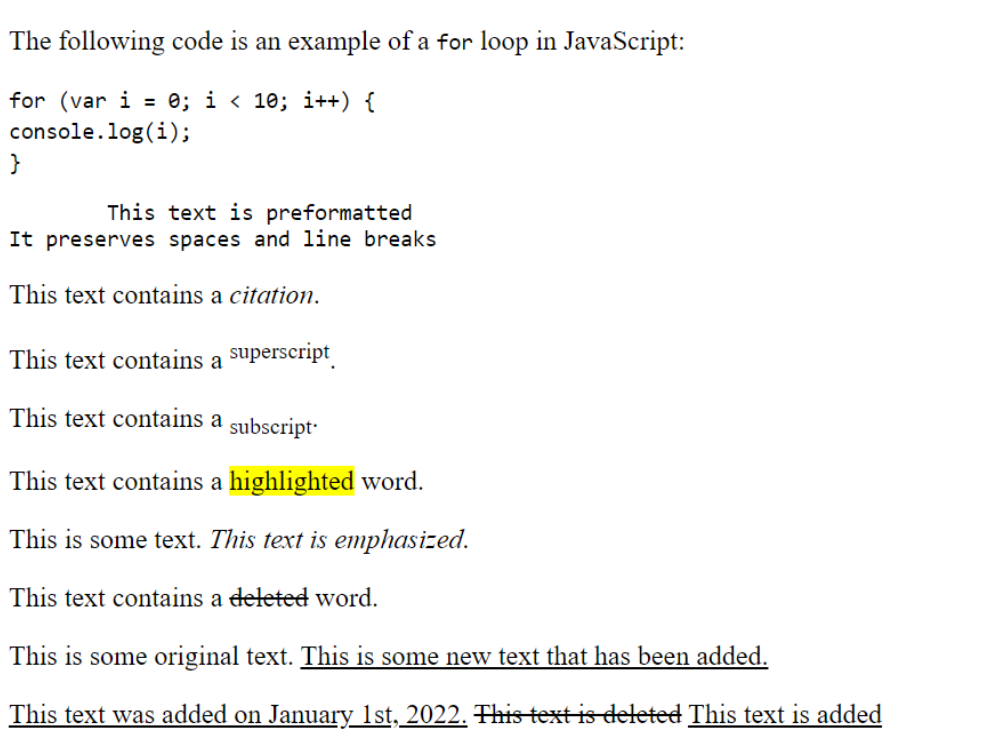 The following code is an example of a for loop in JavaScript:
for (var i = 0; i < 10; i++) {
console.log(i);
}
This text is preformatted
It preserves spaces and line breaks
This text contains a citation.
This text contains a superscript.
This text contains a subscript.
This text contains a highlighted word.
This is some text. This text is emphasized.
This text contains a deleted word.
This is some original text. This is some new text that has been added.
This text was added on January 1st, 2022. This text is deleted This text is added